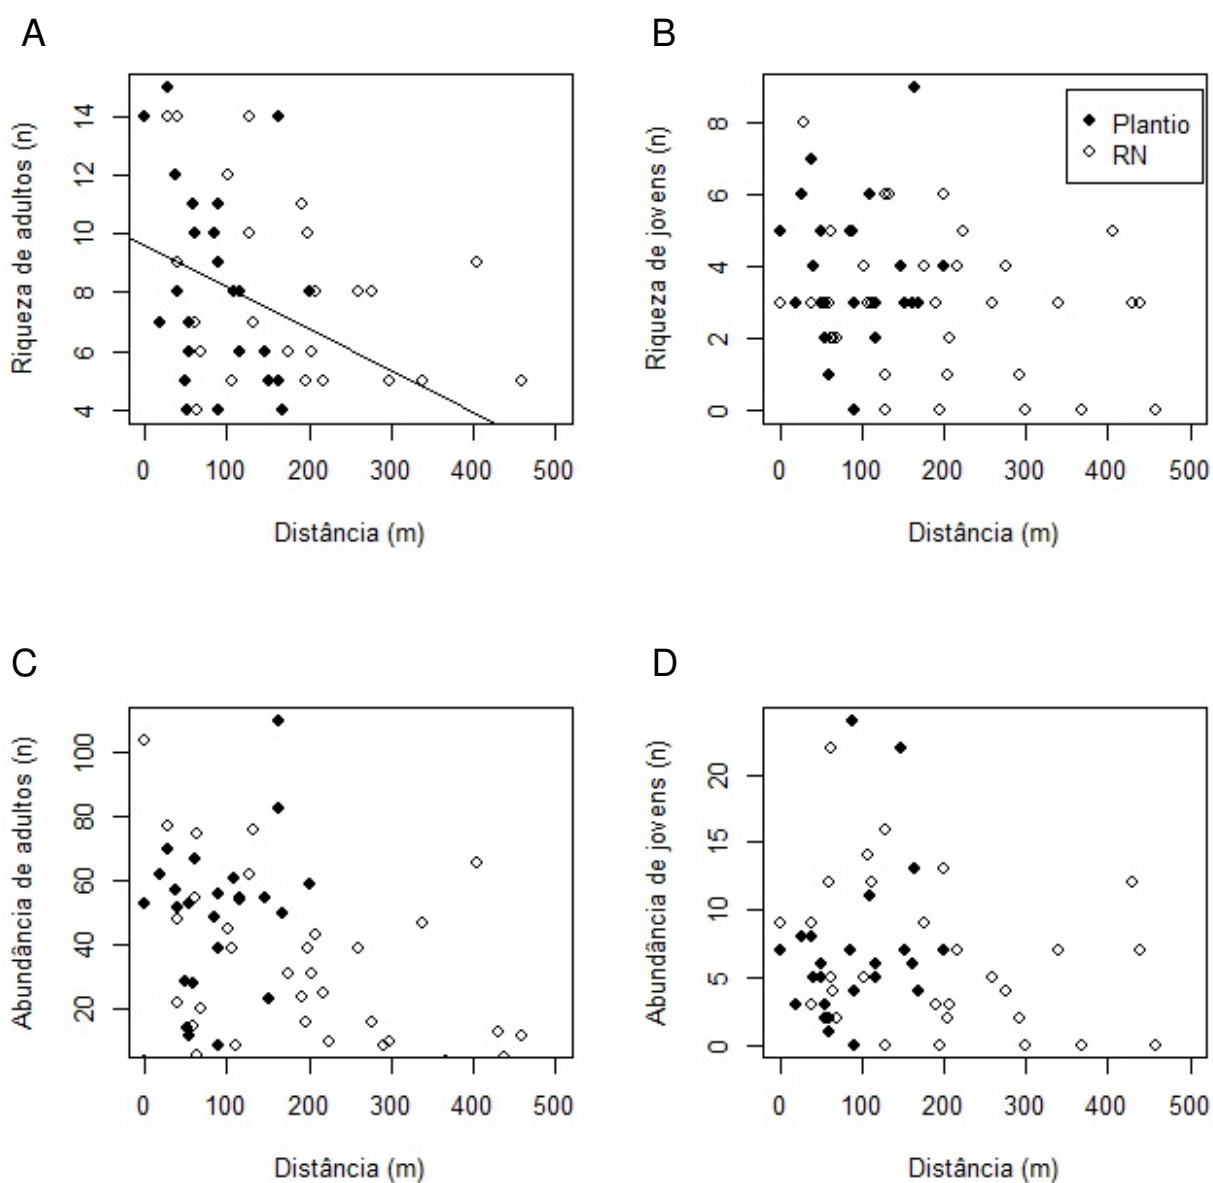 A
Riqueza de adultos (n)
14
12
10
8
6
4
0 100 200 300 400 500
Distância (m)
B
Riqueza de jovens (n)
8
6
4
2
0
Plantio
RN
0 100 200 300 400 500
Distância (m)
C
Abundância de adultos (n)
100
80
60
40
20
0 100 200 300 400 500
Distância (m)
D
Abundância de jovens (n)
20
15
10
5
0
0 100 200 300 400 500
Distância (m)